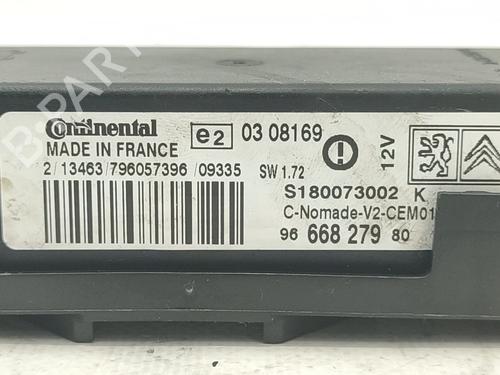 Continental
e2 03 08169
MADE IN FRANCE
12V
2/13463/796057396/09335 SW 1.72
S180073002 K
C-Nomade-V2-CEM01
96 668 279 80
B-PARTS